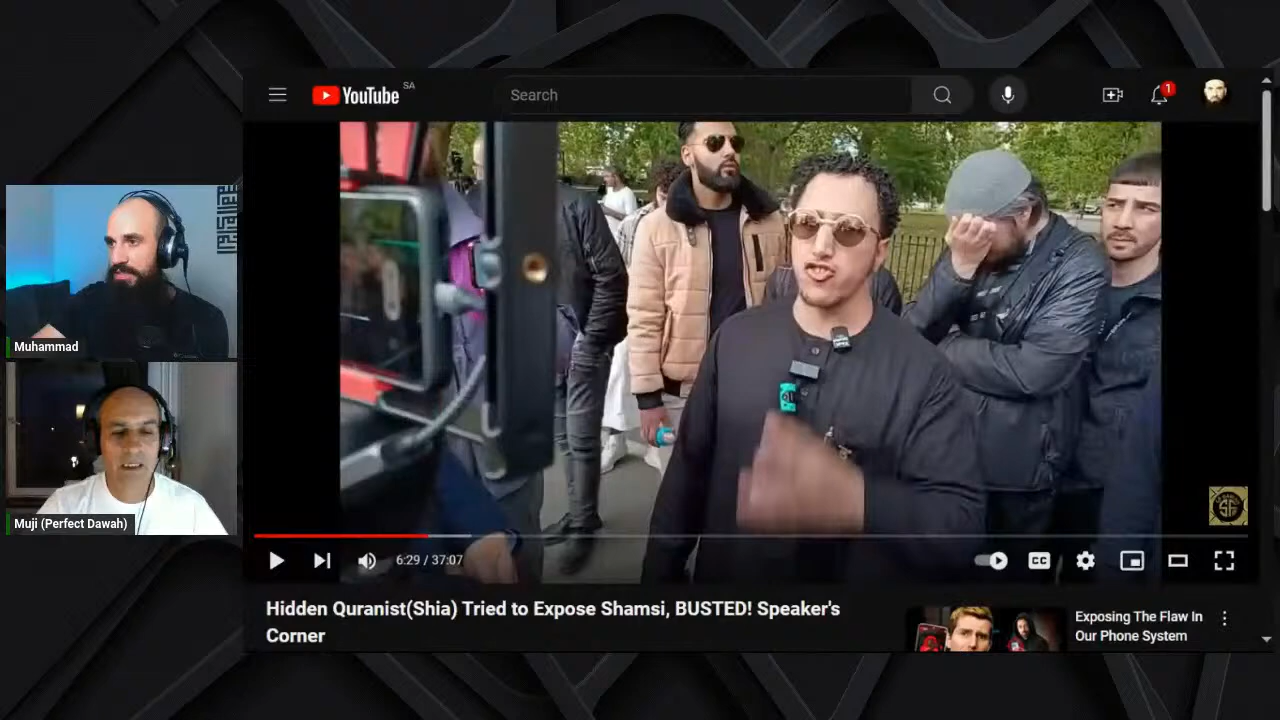 YouTube SA
Search
1
Muhammad
Muji (Perfect Dawah)
6:29 / 37:07
CC
Hidden Quranist(Shia) Tried to Expose Shamsi, BUSTED! Speaker's
Corner
Exposing The Flaw In
Our Phone System